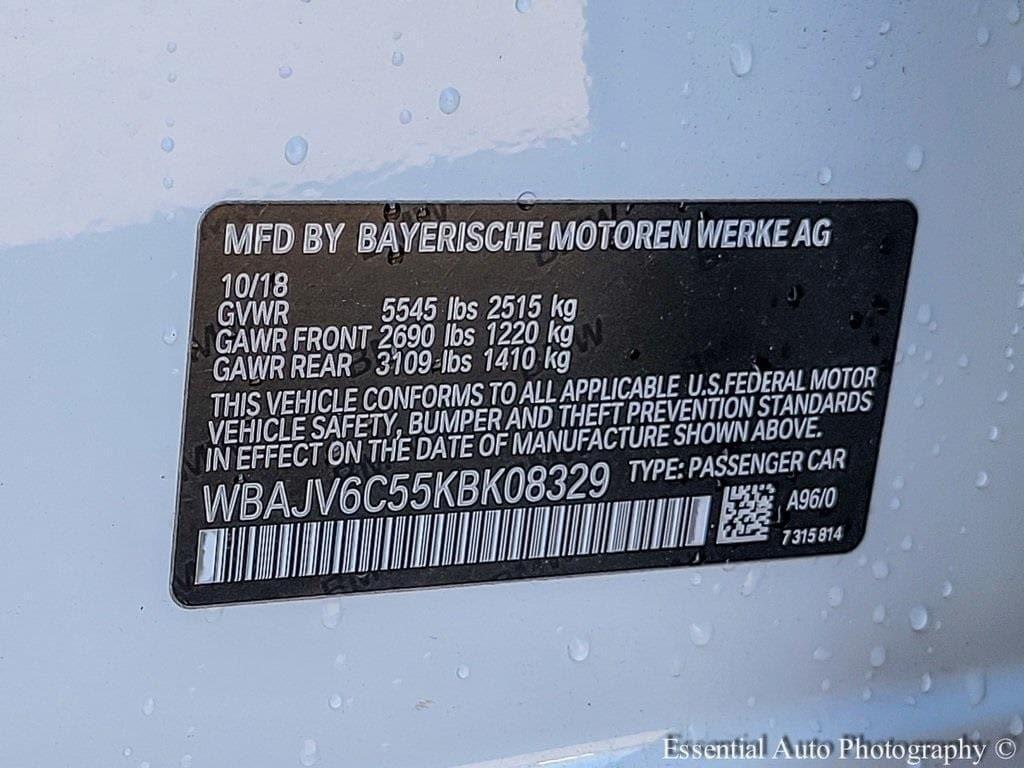 MFD BY BAYERISCHE MOTOREN WERKE AG
10/18
GVWR 5545 lbs 2515 kg
GAWR FRONT 2690 lbs 1220 kg
GAWR REAR 3109 lbs 1410 kg
THIS VEHICLE CONFORMS TO ALL APPLICABLE U.S.FEDERAL MOTOR
VEHICLE SAFETY, BUMPER AND THEFT PREVENTION STANDARDS
IN EFFECT ON THE DATE OF MANUFACTURE SHOWN ABOVE.
WBAJV6C55KBK08329 TYPE: PASSENGER CAR
A96/0
7 315 814
Essential Auto Photography ©